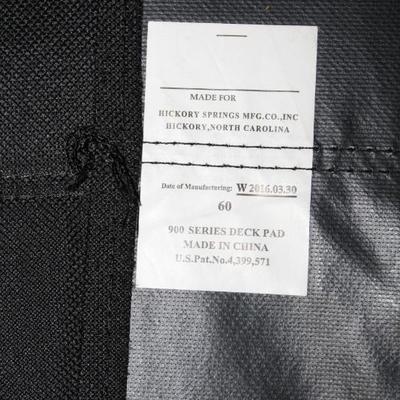 MADE FOR
HICKORY SPRINGS MFG.CO.,INC
HICKORY,NORTH CAROLINA
Date of Manufacturing: W 2016.03.30
60
900 SERIES DECK PAD
MADE IN CHINA
U.S.Pat.No.4,399,571